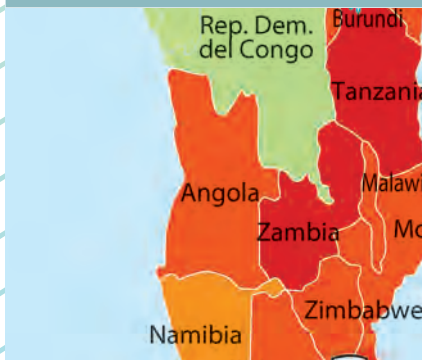 Burundi
Rep. Dem.
del Congo
Tanzania
Malawi
Angola
Zambia
Zimbabwe
Namibia